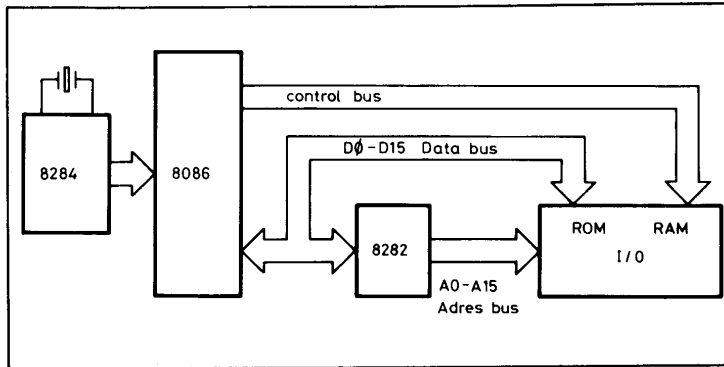 control bus
DØ-D15 Data bus
8284
8086
8282
ROM RAM
I/O
A0-A15
Adres bus